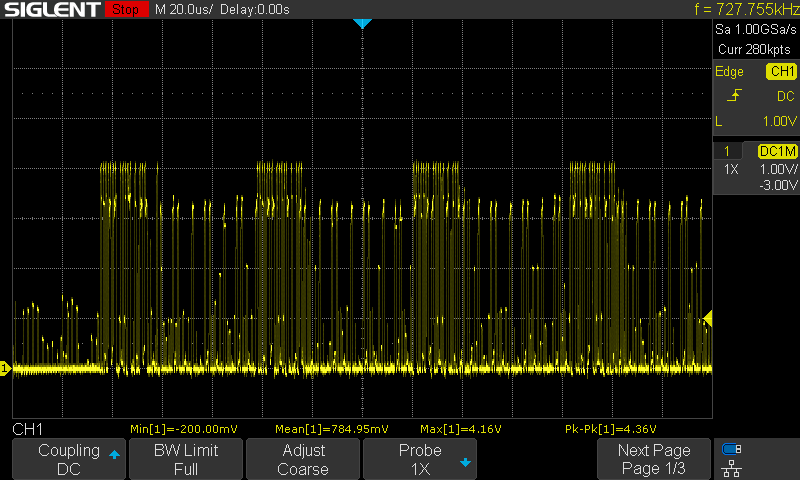 SIGLENT Stop M 20.0us/ Delay:0.00s f = 727.755kHz
Sa 1.00GSa/s
Curr 280kpts
Edge CH1
DC
L 1.00V
1 DC1M
1X 1.00V/
-3.00V
1
CH1 Min[1]=-200.00mV Mean[1]=784.95mV Max[1]=4.16V Pk-Pk[1]=4.36V
Coupling BW Limit Adjust Probe Next Page
DC Full Coarse 1X Page 1/3